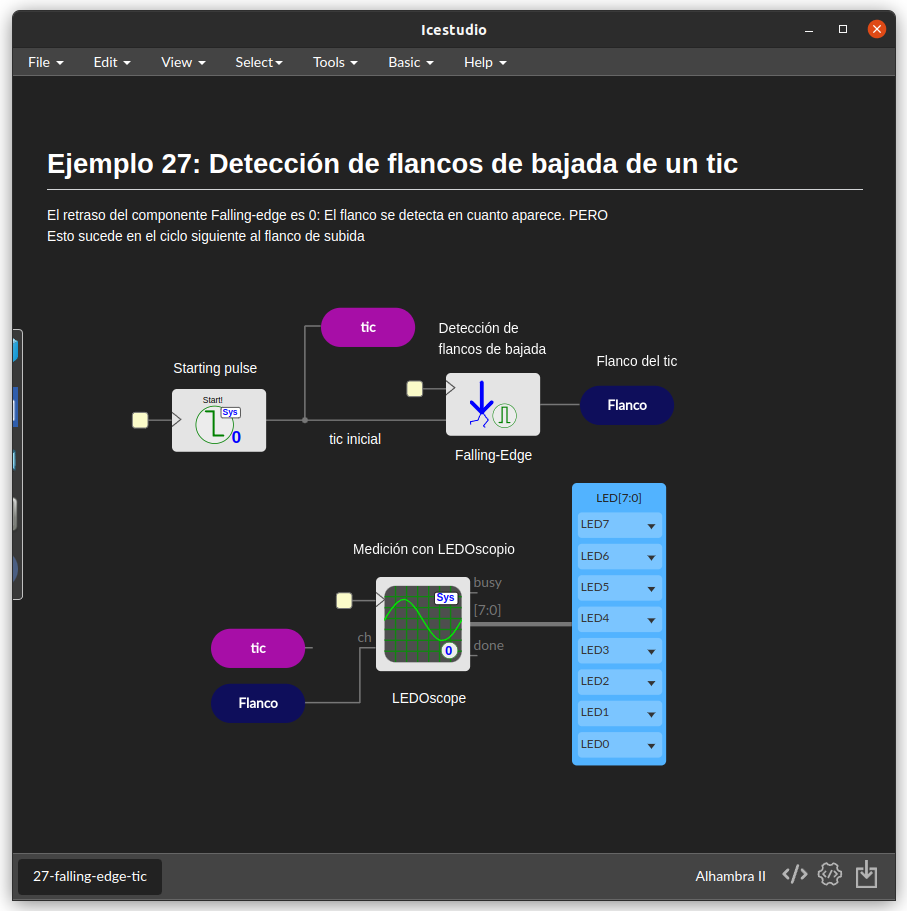 Icestudio
File
Edit
View
Select
Tools
Basic
Help
Ejemplo 27: Detección de flancos de bajada de un tic
El retraso del componente Falling-edge es 0: El flanco se detecta en cuanto aparece. PERO
Esto sucede en el ciclo siguiente al flanco de subida
tic
Detección de
flancos de bajada
Starting pulse
Flanco del tic
Start!
Sys
0
Flanco
tic inicial
Falling-Edge
LED[7:0]
LED7
LED6
LED5
LED4
LED3
LED2
LED1
LED0
Medición con LEDOscopio
busy
Sys
[7:0]
ch
done
0
tic
Flanco
LEDOscope
27-falling-edge-tic
Alhambra II